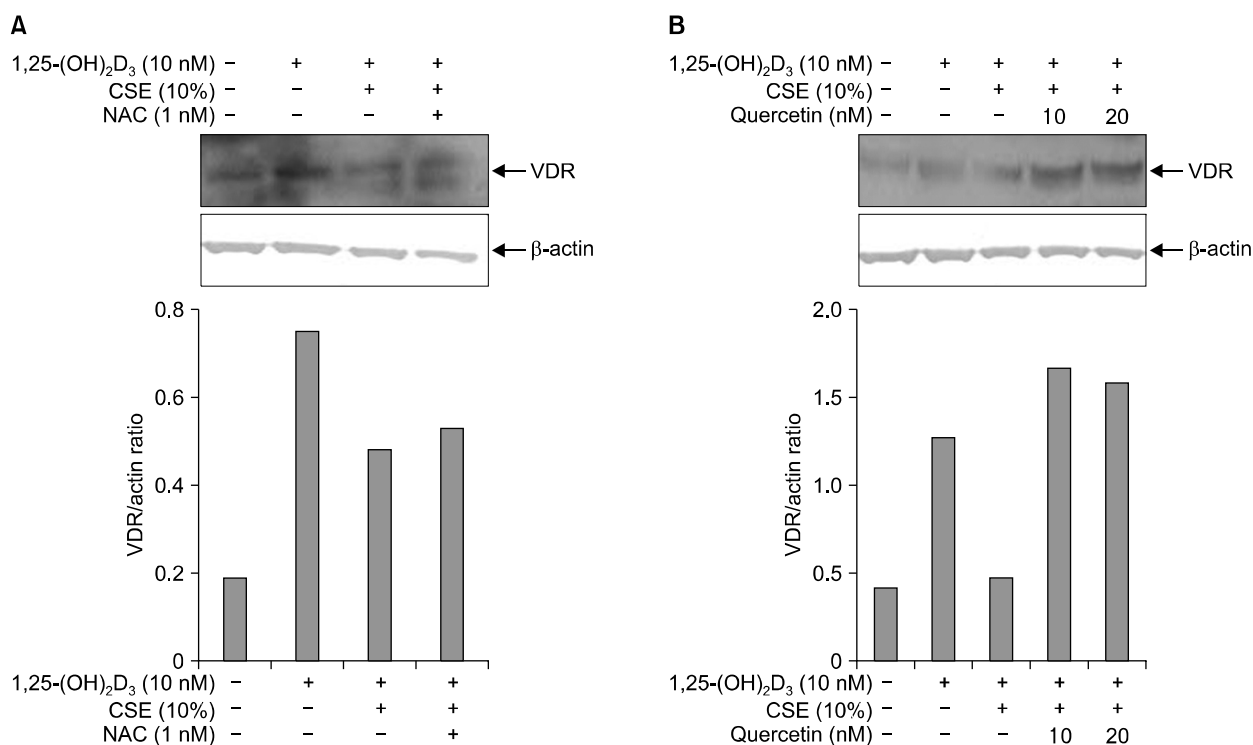 A
1,25-(OH)₂D₃ (10 nM) – + + +
CSE (10%) – – + +
NAC (1 nM) – – – +
VDR
β-actin
0.8
0.6
0.4
0.2
0
VDR/actin ratio
1,25-(OH)₂D₃ (10 nM) – + + +
CSE (10%) – – + +
NAC (1 nM) – – – +
B
1,25-(OH)₂D₃ (10 nM) – + + + +
CSE (10%) – – + + +
Quercetin (nM) – – – 10 20
VDR
β-actin
2.0
1.5
1.0
0.5
0
VDR/actin ratio
1,25-(OH)₂D₃ (10 nM) – + + + +
CSE (10%) – – + + +
Quercetin (nM) – – – 10 20